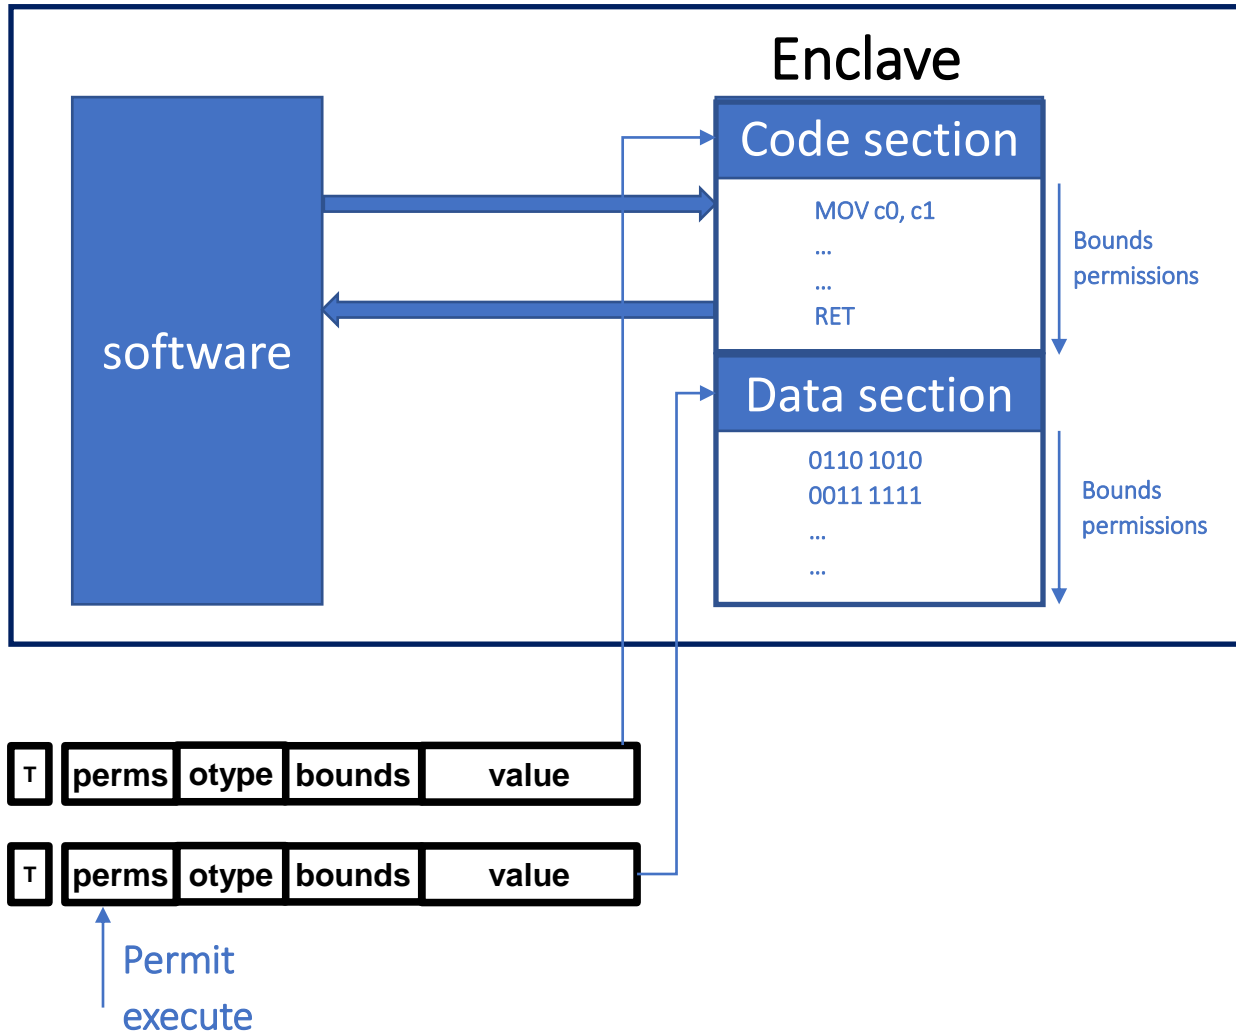 Enclave
software
Code section
MOV c0, c1
...
...
RET
Bounds
permissions
Data section
0110 1010
0011 1111
...
...
Bounds
permissions
T perms otype bounds value
T perms otype bounds value
Permit
execute